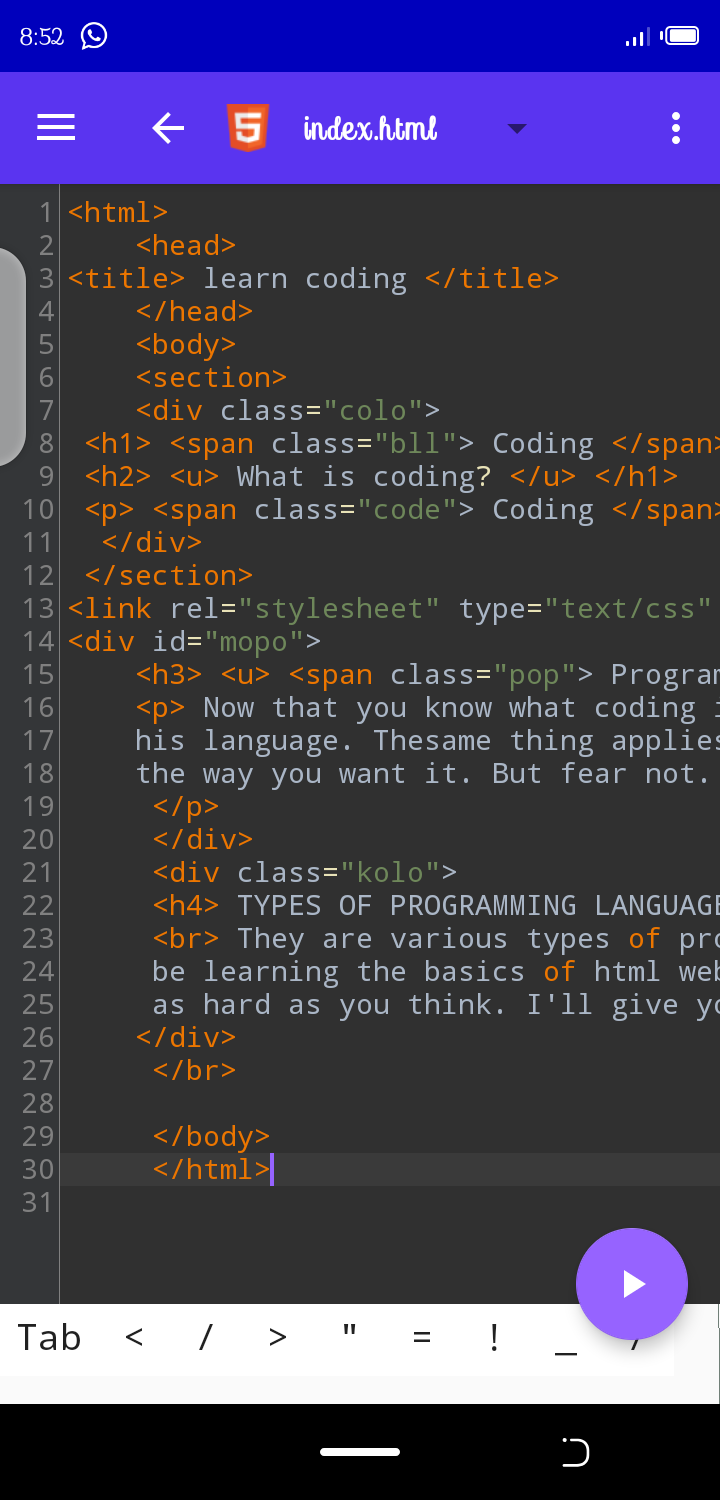 8:52
index.html
1 <html>
2 <head>
3 <title> learn coding </title>
4 </head>
5 <body>
6 <section>
7 <div class="colo">
8 <h1> <span class="bll"> Coding </span>
9 <h2> <u> What is coding? </u> </h1>
10 <p> <span class="code"> Coding </span>
11 </div>
12 </section>
13 <link rel="stylesheet" type="text/css"
14 <div id="mopo">
15 <h3> <u> <span class="pop"> Program
16 <p> Now that you know what coding
17 his language. Thesame thing applies
18 the way you want it. But fear not.
19 </p>
20 </div>
21 <div class="kolo">
22 <h4> TYPES OF PROGRAMMING LANGUAGE
23 <br> They are various types of pro
24 be learning the basics of html web
25 as hard as you think. I'll give yo
26 </div>
27 </br>
28
29 </body>
30 </html>
31
Tab < / > " = ! _ /